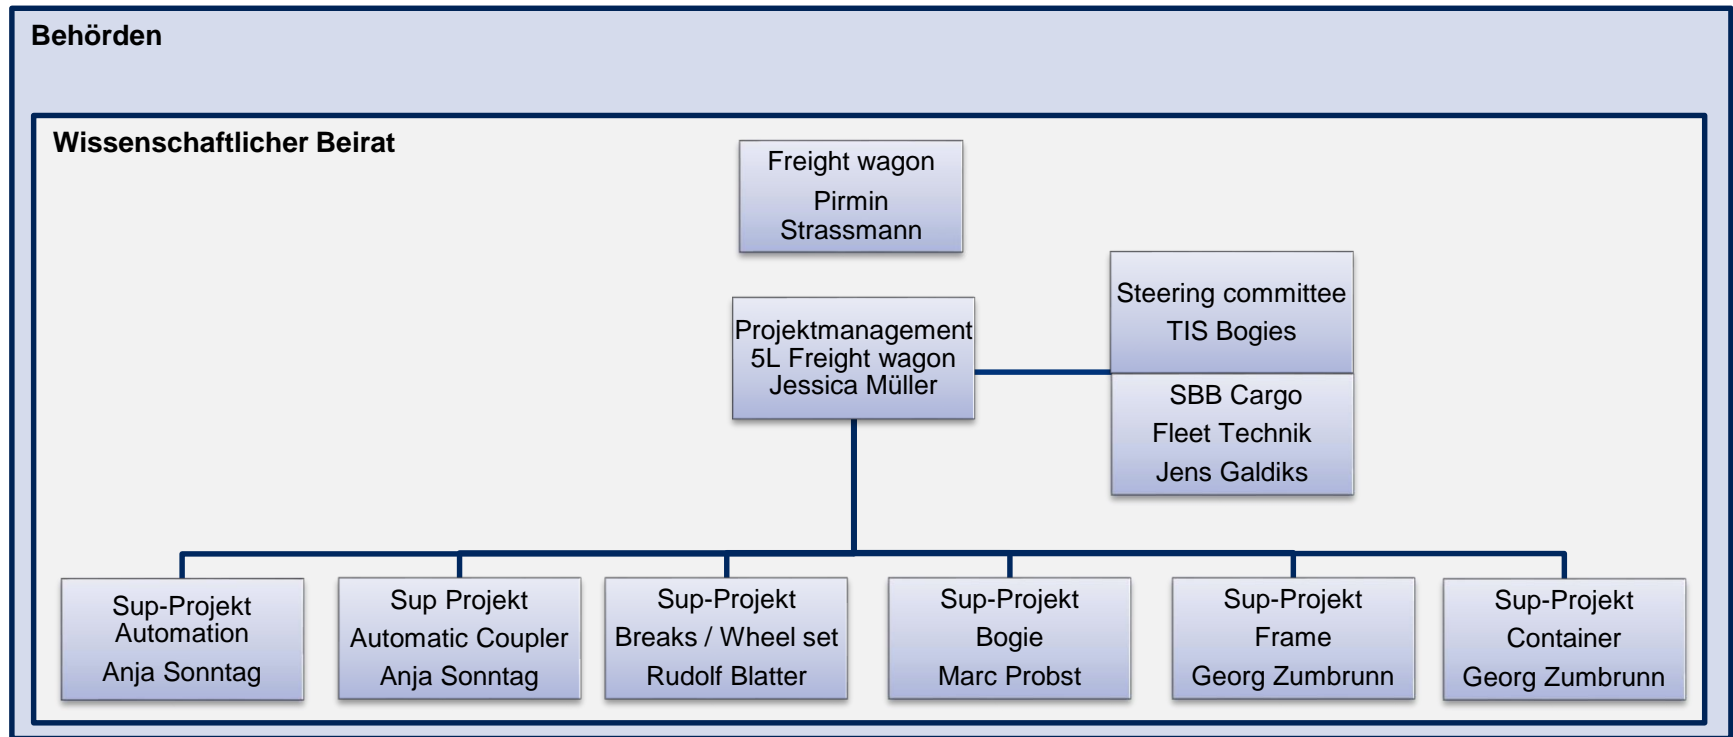 Behörden
Wissenschaftlicher Beirat
Freight wagon
Pirmin
Strassmann
Steering committee
TIS Bogies
Projektmanagement
5L Freight wagon
Jessica Müller
SBB Cargo
Fleet Technik
Jens Galdiks
Sup-Projekt
Automation
Anja Sonntag
Sup Projekt
Automatic Coupler
Anja Sonntag
Sup-Projekt
Breaks / Wheel set
Rudolf Blatter
Sup-Projekt
Bogie
Marc Probst
Sup-Projekt
Frame
Georg Zumbrunn
Sup-Projekt
Container
Georg Zumbrunn